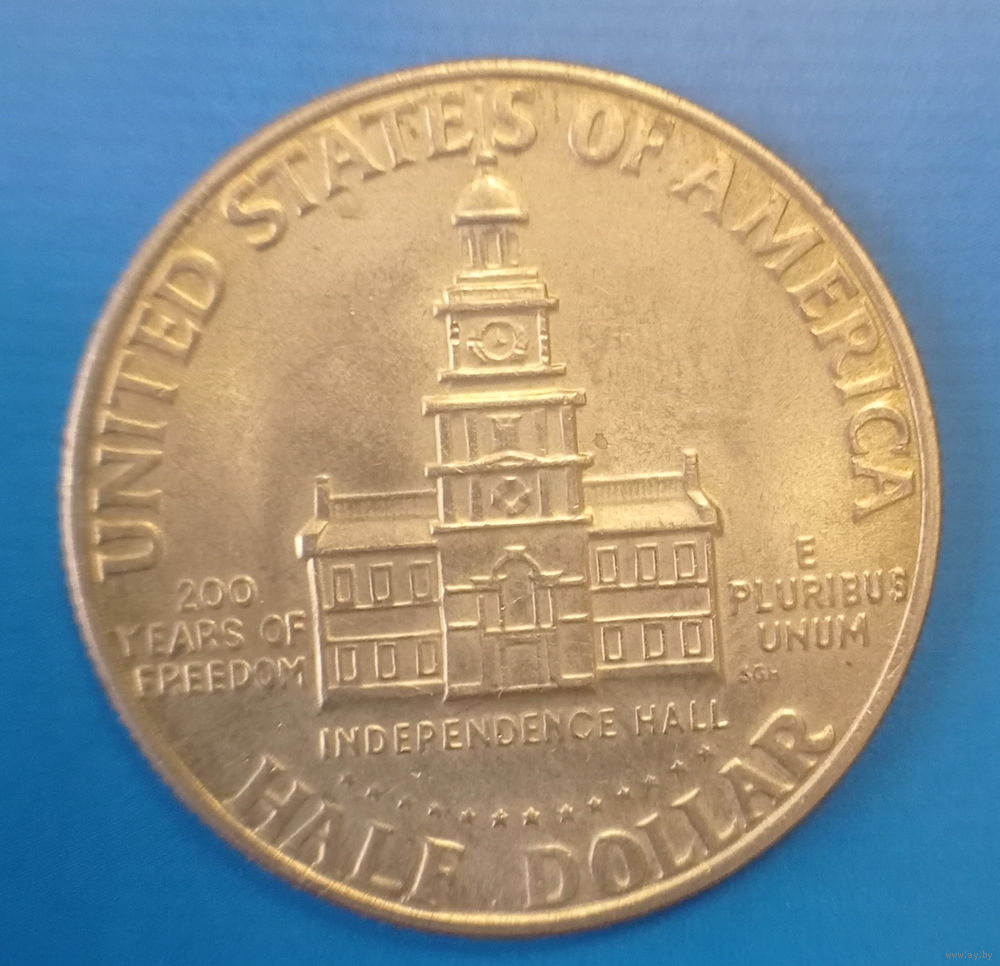 UNITED STATES OF AMERICA
200
YEARS OF
FREEDOM
E
PLURIBUS
UNUM
SGH
INDEPENDENCE HALL
HALF DOLLAR
www.ay.by